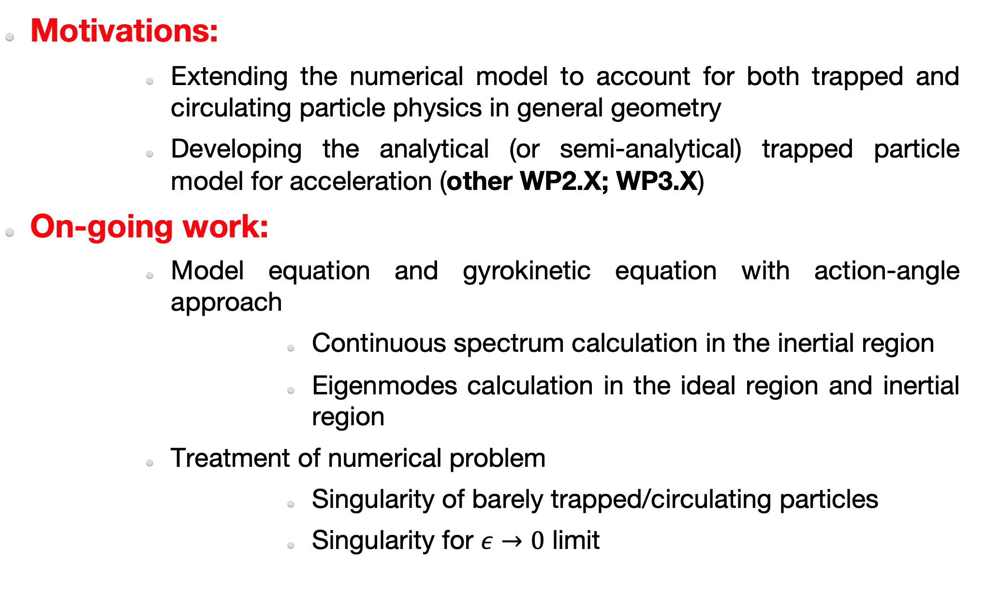 Motivations:
Extending the numerical model to account for both trapped and
circulating particle physics in general geometry
Developing the analytical (or semi-analytical) trapped particle
model for acceleration (other WP2.X; WP3.X)
On-going work:
Model equation and gyrokinetic equation with action-angle
approach
Continuous spectrum calculation in the inertial region
Eigenmodes calculation in the ideal region and inertial
region
Treatment of numerical problem
Singularity of barely trapped/circulating particles
Singularity for ϵ → 0 limit